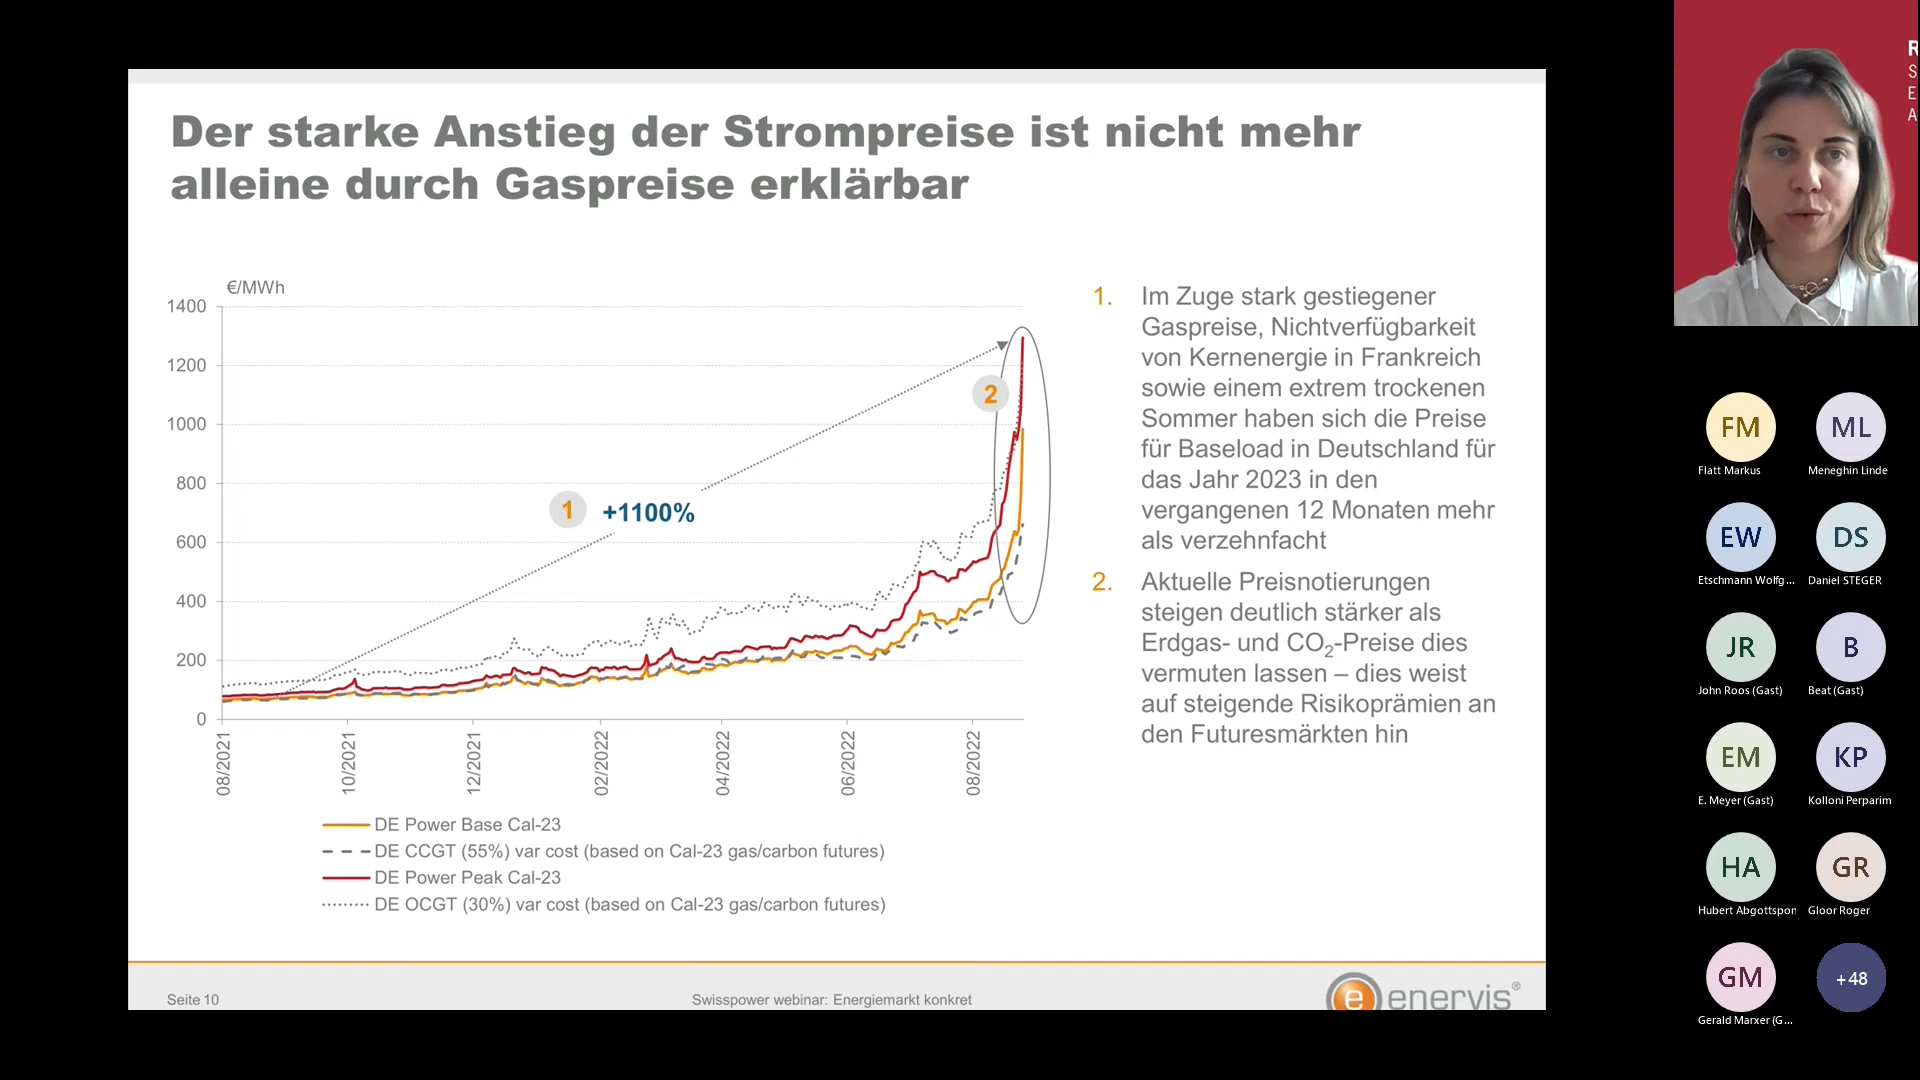 Der starke Anstieg der Strompreise ist nicht mehr
alleine durch Gaspreise erklärbar
€/MWh
1400
1200
1000
800
600
400
200
0
1
+1100%
2
08/2021
10/2021
12/2021
02/2022
04/2022
06/2022
08/2022
DE Power Base Cal-23
DE CCGT (55%) var cost (based on Cal-23 gas/carbon futures)
DE Power Peak Cal-23
DE OCGT (30%) var cost (based on Cal-23 gas/carbon futures)
1. Im Zuge stark gestiegener
Gaspreise, Nichtverfügbarkeit
von Kernenergie in Frankreich
sowie einem extrem trockenen
Sommer haben sich die Preise
für Baseload in Deutschland für
das Jahr 2023 in den
vergangenen 12 Monaten mehr
als verzehnfacht
2. Aktuelle Preisnotierungen
steigen deutlich stärker als
Erdgas- und CO2-Preise dies
vermuten lassen – dies weist
auf steigende Risikoprämien an
den Futuresmärkten hin
Seite 10
Swisspower webinar: Energiemarkt konkret
e enervis®
R
S
E
A
FM
Flatt Markus
ML
Meneghin Linde
EW
Etschmann Wolfg...
DS
Daniel STEGER
JR
John Roos (Gast)
B
Beat (Gast)
EM
E. Meyer (Gast)
KP
Kolloni Perparim
HA
Hubert Abgottspon
GR
Gloor Roger
GM
Gerald Marxer (G...
+48